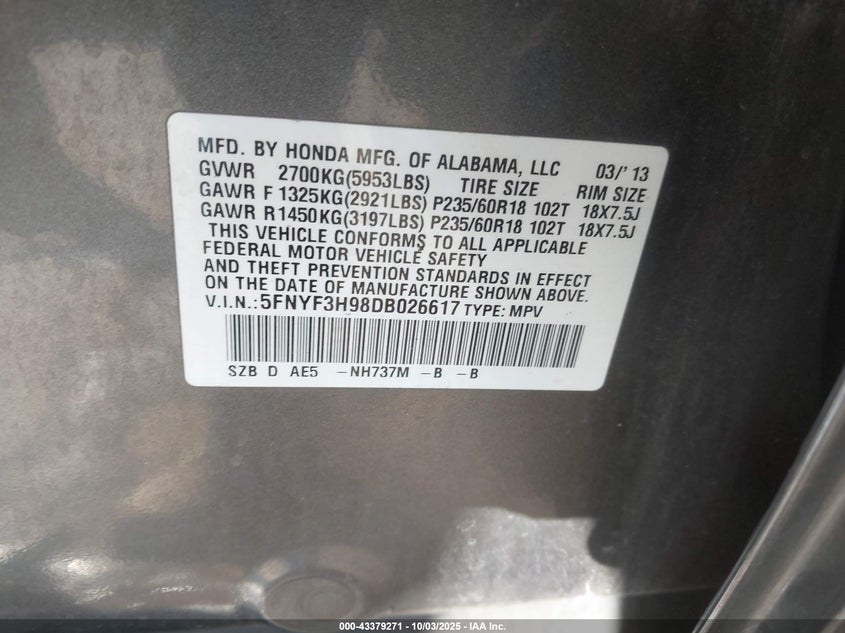 MFD. BY HONDA MFG. OF ALABAMA, LLC 03/'13
GVWR 2700KG(5953LBS) TIRE SIZE RIM SIZE
GAWR F 1325KG(2921LBS) P235/60R18 102T 18X7.5J
GAWR R1450KG(3197LBS) P235/60R18 102T 18X7.5J
THIS VEHICLE CONFORMS TO ALL APPLICABLE
FEDERAL MOTOR VEHICLE SAFETY
AND THEFT PREVENTION STANDARDS IN EFFECT
ON THE DATE OF MANUFACTURE SHOWN ABOVE.
V.I.N.:5FNYF3H98DB026617 TYPE: MPV
SZB D AE5 -NH737M -B -B
000-43379271 - 10/03/2025 - IAA Inc.